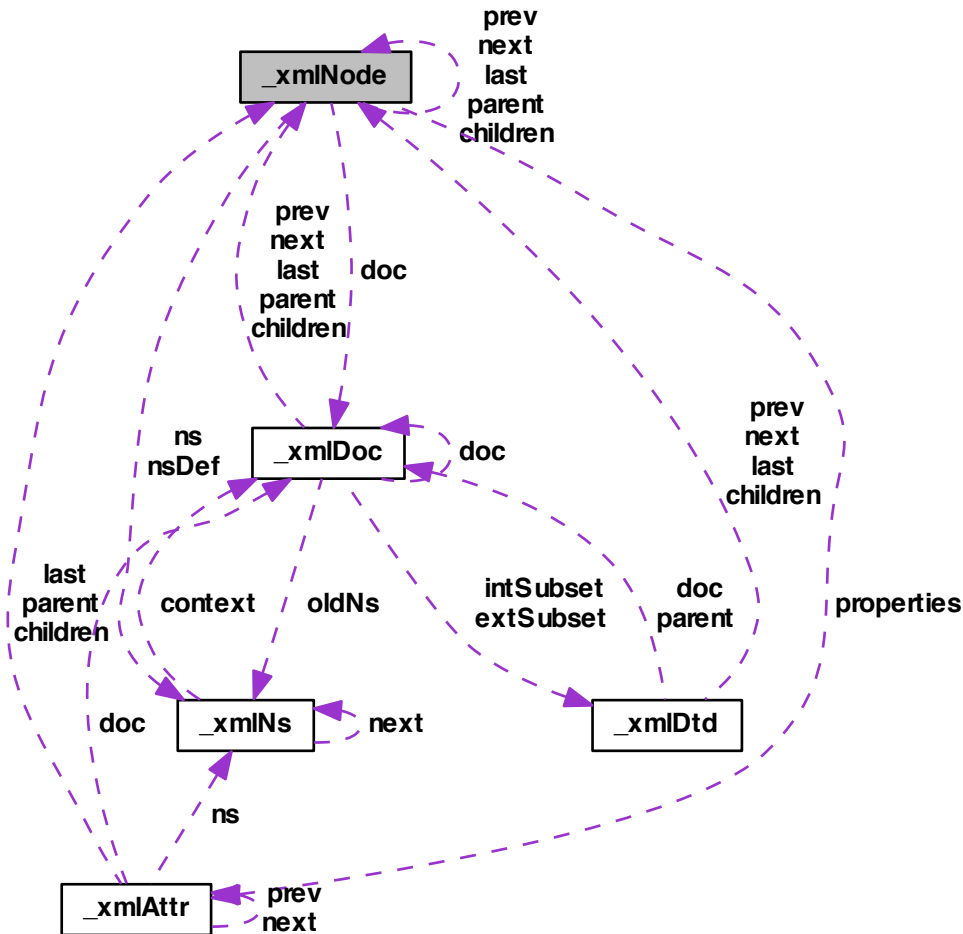 prev
next
last
parent
children
_xmlNode
prev
next
last
parent
children
doc
ns
nsDef
prev
next
last
children
_xmlDoc
doc
last
parent
children
context
oldNs
intSubset
extSubset
doc
parent
properties
doc
_xmlNs
next
_xmlDtd
ns
_xmlAttr
prev
next